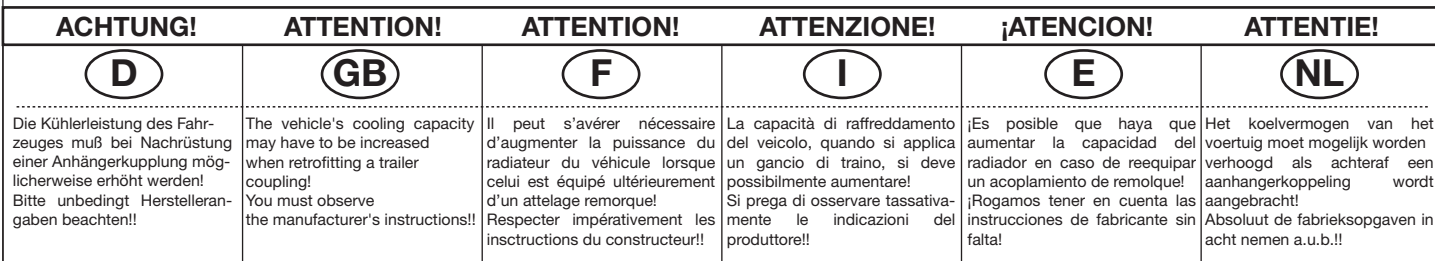 ACHTUNG!
ATTENTION!
ATTENTION!
ATTENZIONE!
¡ATENCION!
ATTENTIE!
D
GB
F
I
E
NL
Die Kühlerleistung des Fahr-
zeuges muß bei Nachrüstung
einer Anhängerkupplung mög-
licherweise erhöht werden!
Bitte unbedingt Herstelleran-
gaben beachten!!
The vehicle's cooling capacity
may have to be increased
when retrofitting a trailer
coupling!
You must observe
the manufacturer's instructions!!
Il peut s’avérer nécessaire
d’augmenter la puissance du
radiateur du véhicule lorsque
celui est équipé ultérieurement
d’un attelage remorque!
Respecter impérativement les
insctructions du constructeur!!
La capacità di raffreddamento
del veicolo, quando si applica
un gancio di traino, si deve
possibilmente aumentare!
Si prega di osservare tassativa-
mente le indicazioni del
produttore!!
¡Es posible que haya que
aumentar la capacidad del
radiador en caso de reequipar
un acoplamiento de remolque!
¡Rogamos tener en cuenta las
instrucciones de fabricante sin
falta!
Het koelvermogen van het
voertuig moet mogelijk worden
verhoogd als achteraf een
aanhangerkoppeling wordt
aangebracht!
Absoluut de fabrieksopgaven in
acht nemen a.u.b.!!